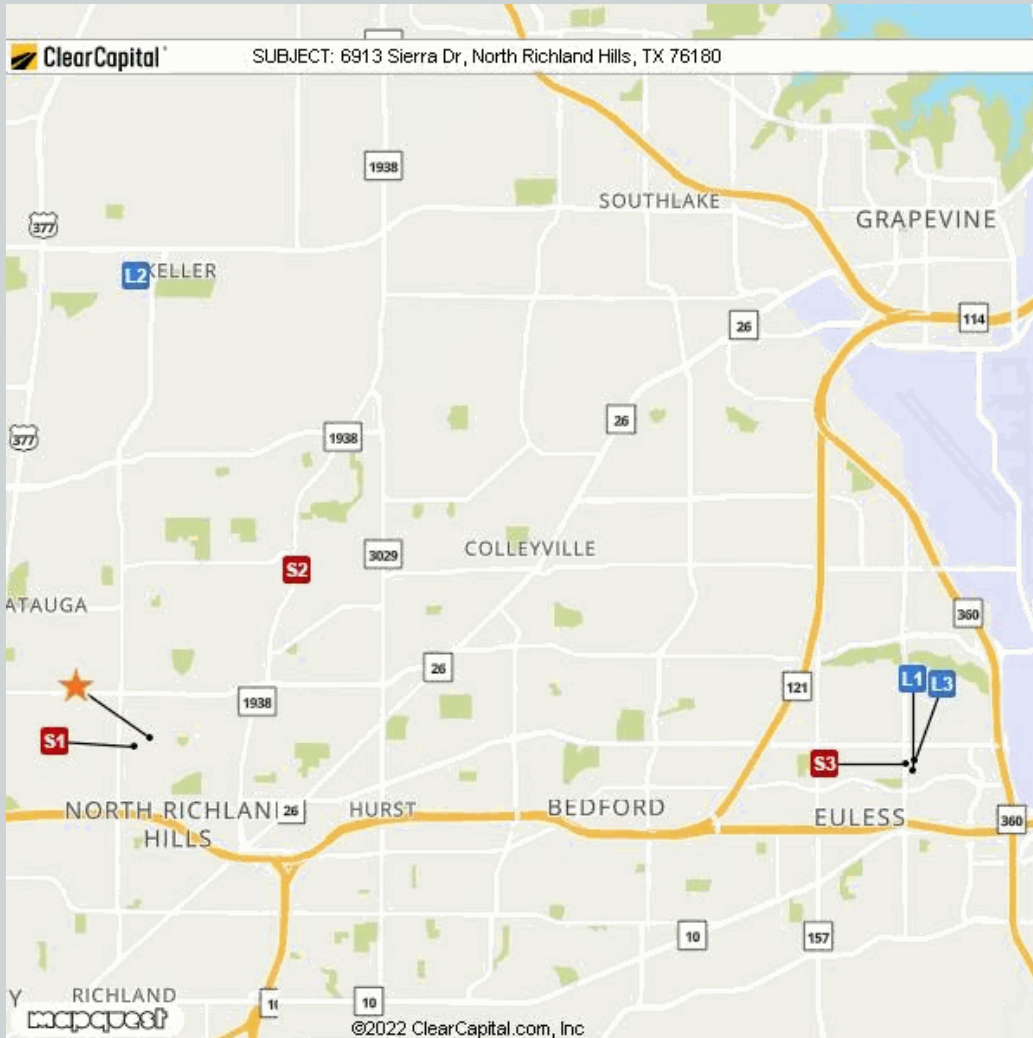 ClearCapital
SUBJECT: 6913 Sierra Dr, North Richland Hills, TX 76180
1938
SOUTHLAKE
GRAPEVINE
377
L2
KELLER
114
26
26
377
1938
COLLEYVILLE
3029
S2
ATAUGA
360
26
L1
L3
121
1938
S1
S3
NORTH RICHLAN
HILLS
26
HURST
BEDFORD
EULESS
360
10
157
Y
RICHLAND
10
10
mapquest
©2022 ClearCapital.com, Inc